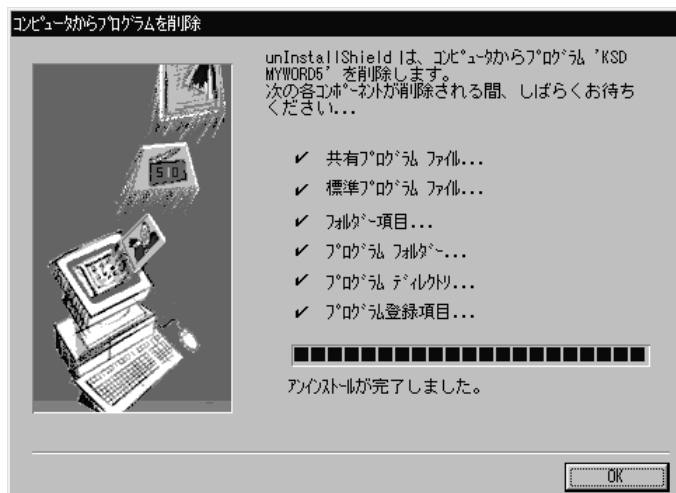 コンピュータからプログラムを削除
unInstallShield は、コンピュータからプログラム 'KSD
MYWORD5' を削除します。
次の各コンポーネントが削除される間、しばらくお待ち
ください...
✔ 共有プログラム ファイル...
✔ 標準プログラム ファイル...
✔ フォルダー項目...
✔ プログラム フォルダー...
✔ プログラム ディレクトリ...
✔ プログラム登録項目...
アンインストールが完了しました。
OK